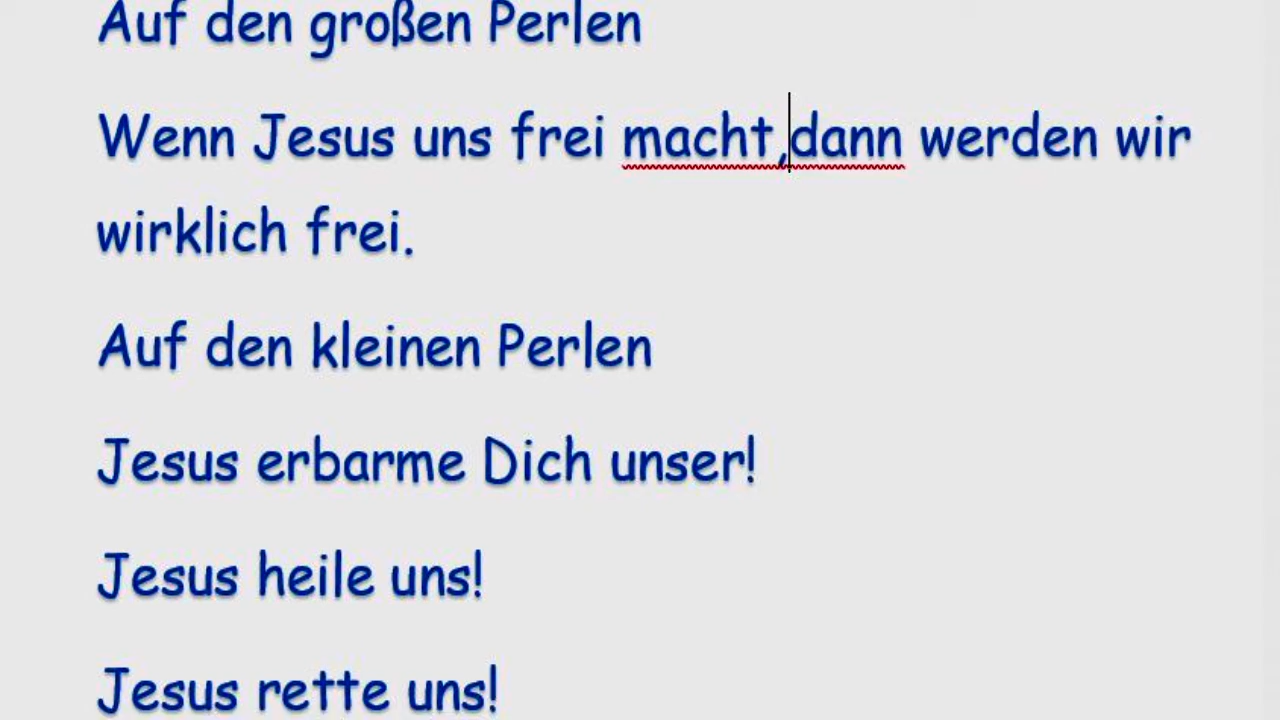 Auf den großen Perlen
Wenn Jesus uns frei macht,dann werden wir
wirklich frei.
Auf den kleinen Perlen
Jesus erbarme Dich unser!
Jesus heile uns!
Jesus rette uns!